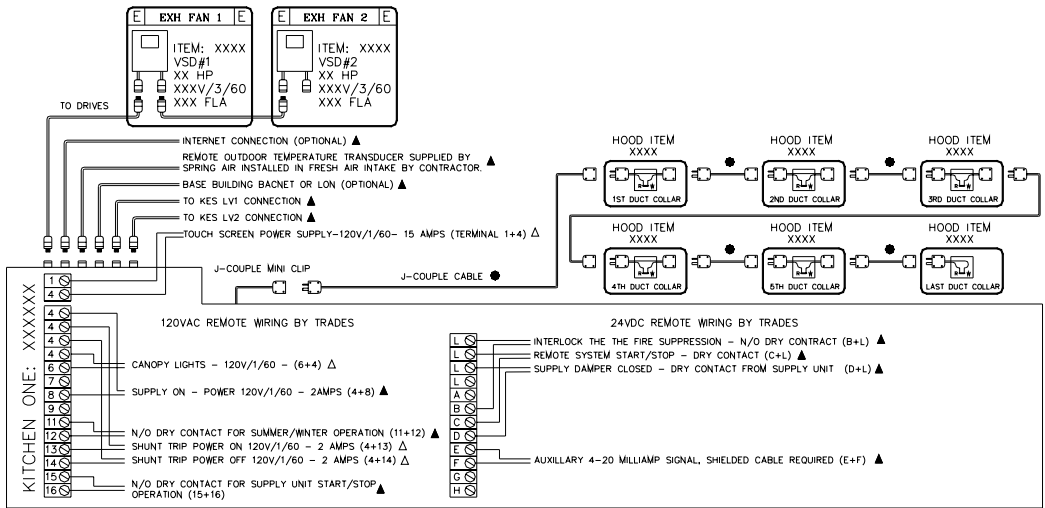 E EXH FAN 1 E
ITEM: XXXX
VSD#1
XX HP
XXXV/3/60
XXX FLA
E EXH FAN 2 E
ITEM: XXXX
VSD#2
XX HP
XXXV/3/60
XXX FLA
TO DRIVES
INTERNET CONNECTION (OPTIONAL) ▲
REMOTE OUTDOOR TEMPERATURE TRANSDUCER SUPPLIED BY ▲
SPRING AIR INSTALLED IN FRESH AIR INTAKE BY CONTRACTOR.
BASE BUILDING BACNET OR LON (OPTIONAL) ▲
TO KES LV1 CONNECTION ▲
TO KES LV2 CONNECTION ▲
TOUCH SCREEN POWER SUPPLY-120V/1/60- 15 AMPS (TERMINAL 1+4) △
HOOD ITEM
XXXX
R W
1ST DUCT COLLAR
HOOD ITEM
XXXX
R W
2ND DUCT COLLAR
HOOD ITEM
XXXX
R W
3RD DUCT COLLAR
HOOD ITEM
XXXX
R W
4TH DUCT COLLAR
HOOD ITEM
XXXX
R W
5TH DUCT COLLAR
HOOD ITEM
XXXX
R W
LAST DUCT COLLAR
J-COUPLE MINI CLIP
J-COUPLE CABLE
KITCHEN ONE: XXXXXX
1
4
4
4
4
4
6
7
8
9
11
12
13
14
15
16
120VAC REMOTE WIRING BY TRADES
CANOPY LIGHTS - 120V/1/60 - (6+4) △
SUPPLY ON - POWER 120V/1/60 - 2AMPS (4+8) ▲
N/O DRY CONTACT FOR SUMMER/WINTER OPERATION (11+12) ▲
SHUNT TRIP POWER ON 120V/1/60 - 2 AMPS (4+13) △
SHUNT TRIP POWER OFF 120V/1/60 - 2 AMPS (4+14) △
N/O DRY CONTACT FOR SUPPLY UNIT START/STOP ▲
OPERATION (15+16)
24VDC REMOTE WIRING BY TRADES
L
L
L
L
A
B
C
D
E
F
G
H
INTERLOCK THE THE FIRE SUPPRESSION - N/O DRY CONTRACT (B+L) ▲
REMOTE SYSTEM START/STOP - DRY CONTACT (C+L) ▲
SUPPLY DAMPER CLOSED - DRY CONTACT FROM SUPPLY UNIT (D+L) ▲
AUXILLARY 4-20 MILLIAMP SIGNAL, SHIELDED CABLE REQUIRED (E+F) ▲